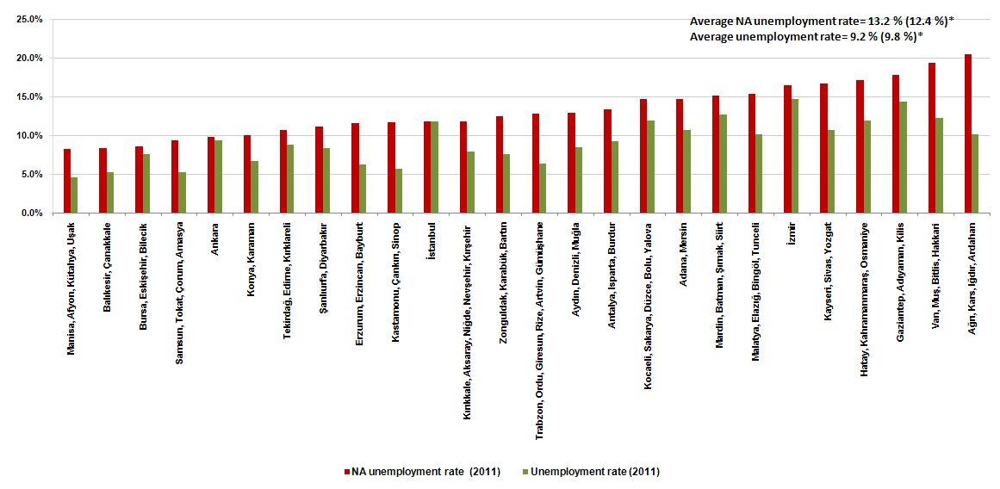 Average NA unemployment rate= 13.2 % (12.4 %)*
Average unemployment rate= 9.2 % (9.8 %)*
25.0%
20.0%
15.0%
10.0%
5.0%
0.0%
Manisa, Afyon, Kütahya, Uşak
Balıkesir, Çanakkale
Bursa, Eskişehir, Bilecik
Samsun, Tokat, Çorum, Amasya
Ankara
Konya, Karaman
Tekirdağ, Edirne, Kırklareli
Şanlıurfa, Diyarbakır
Erzurum, Erzincan, Bayburt
Kastamonu, Çankırı, Sinop
İstanbul
Kırıkkale, Aksaray, Niğde, Nevşehir, Kırşehir
Zonguldak, Karabük, Bartın
Trabzon, Ordu, Giresun, Rize, Artvin, Gümüşhane
Aydın, Denizli, Muğla
Antalya, Isparta, Burdur
Kocaeli, Sakarya, Düzce, Bolu, Yalova
Adana, Mersin
Mardin, Batman, Şırnak, Siirt
Malatya, Elazığ, Bingöl, Tunceli
İzmir
Kayseri, Sivas, Yozgat
Hatay, Kahramanmaraş, Osmaniye
Gaziantep, Adıyaman, Kilis
Van, Muş, Bitlis, Hakkari
Ağrı, Kars, Iğdır, Ardahan
NA unemployment rate (2011)
Unemployment rate (2011)